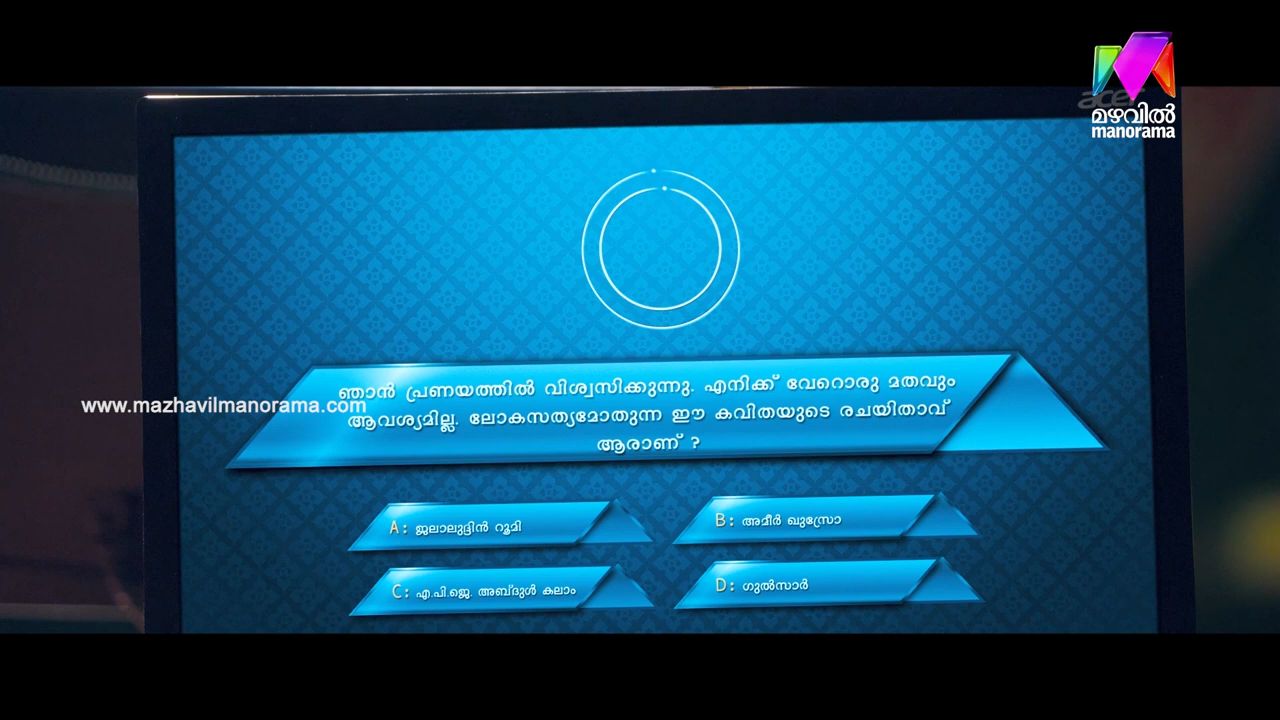 acer
മഴവിൽ
manorama
ഞാൻ പ്രണയത്തിൽ വിശ്വസിക്കുന്നു. എനിക്ക് വേറൊരു മതവും
www.mazhavilmanorama.com
ആവശ്യമില്ല. ലോകസത്യമോതുന്ന ഈ കവിതയുടെ രചയിതാവ്
ആരാണ് ?
A: ജലാലുദ്ദിൻ റൂമി
B: അമീർ ഖുസ്രോ
C: എ.പി.ജെ. അബ്ദുൾ കലാം
D: ഗുൽസാർ